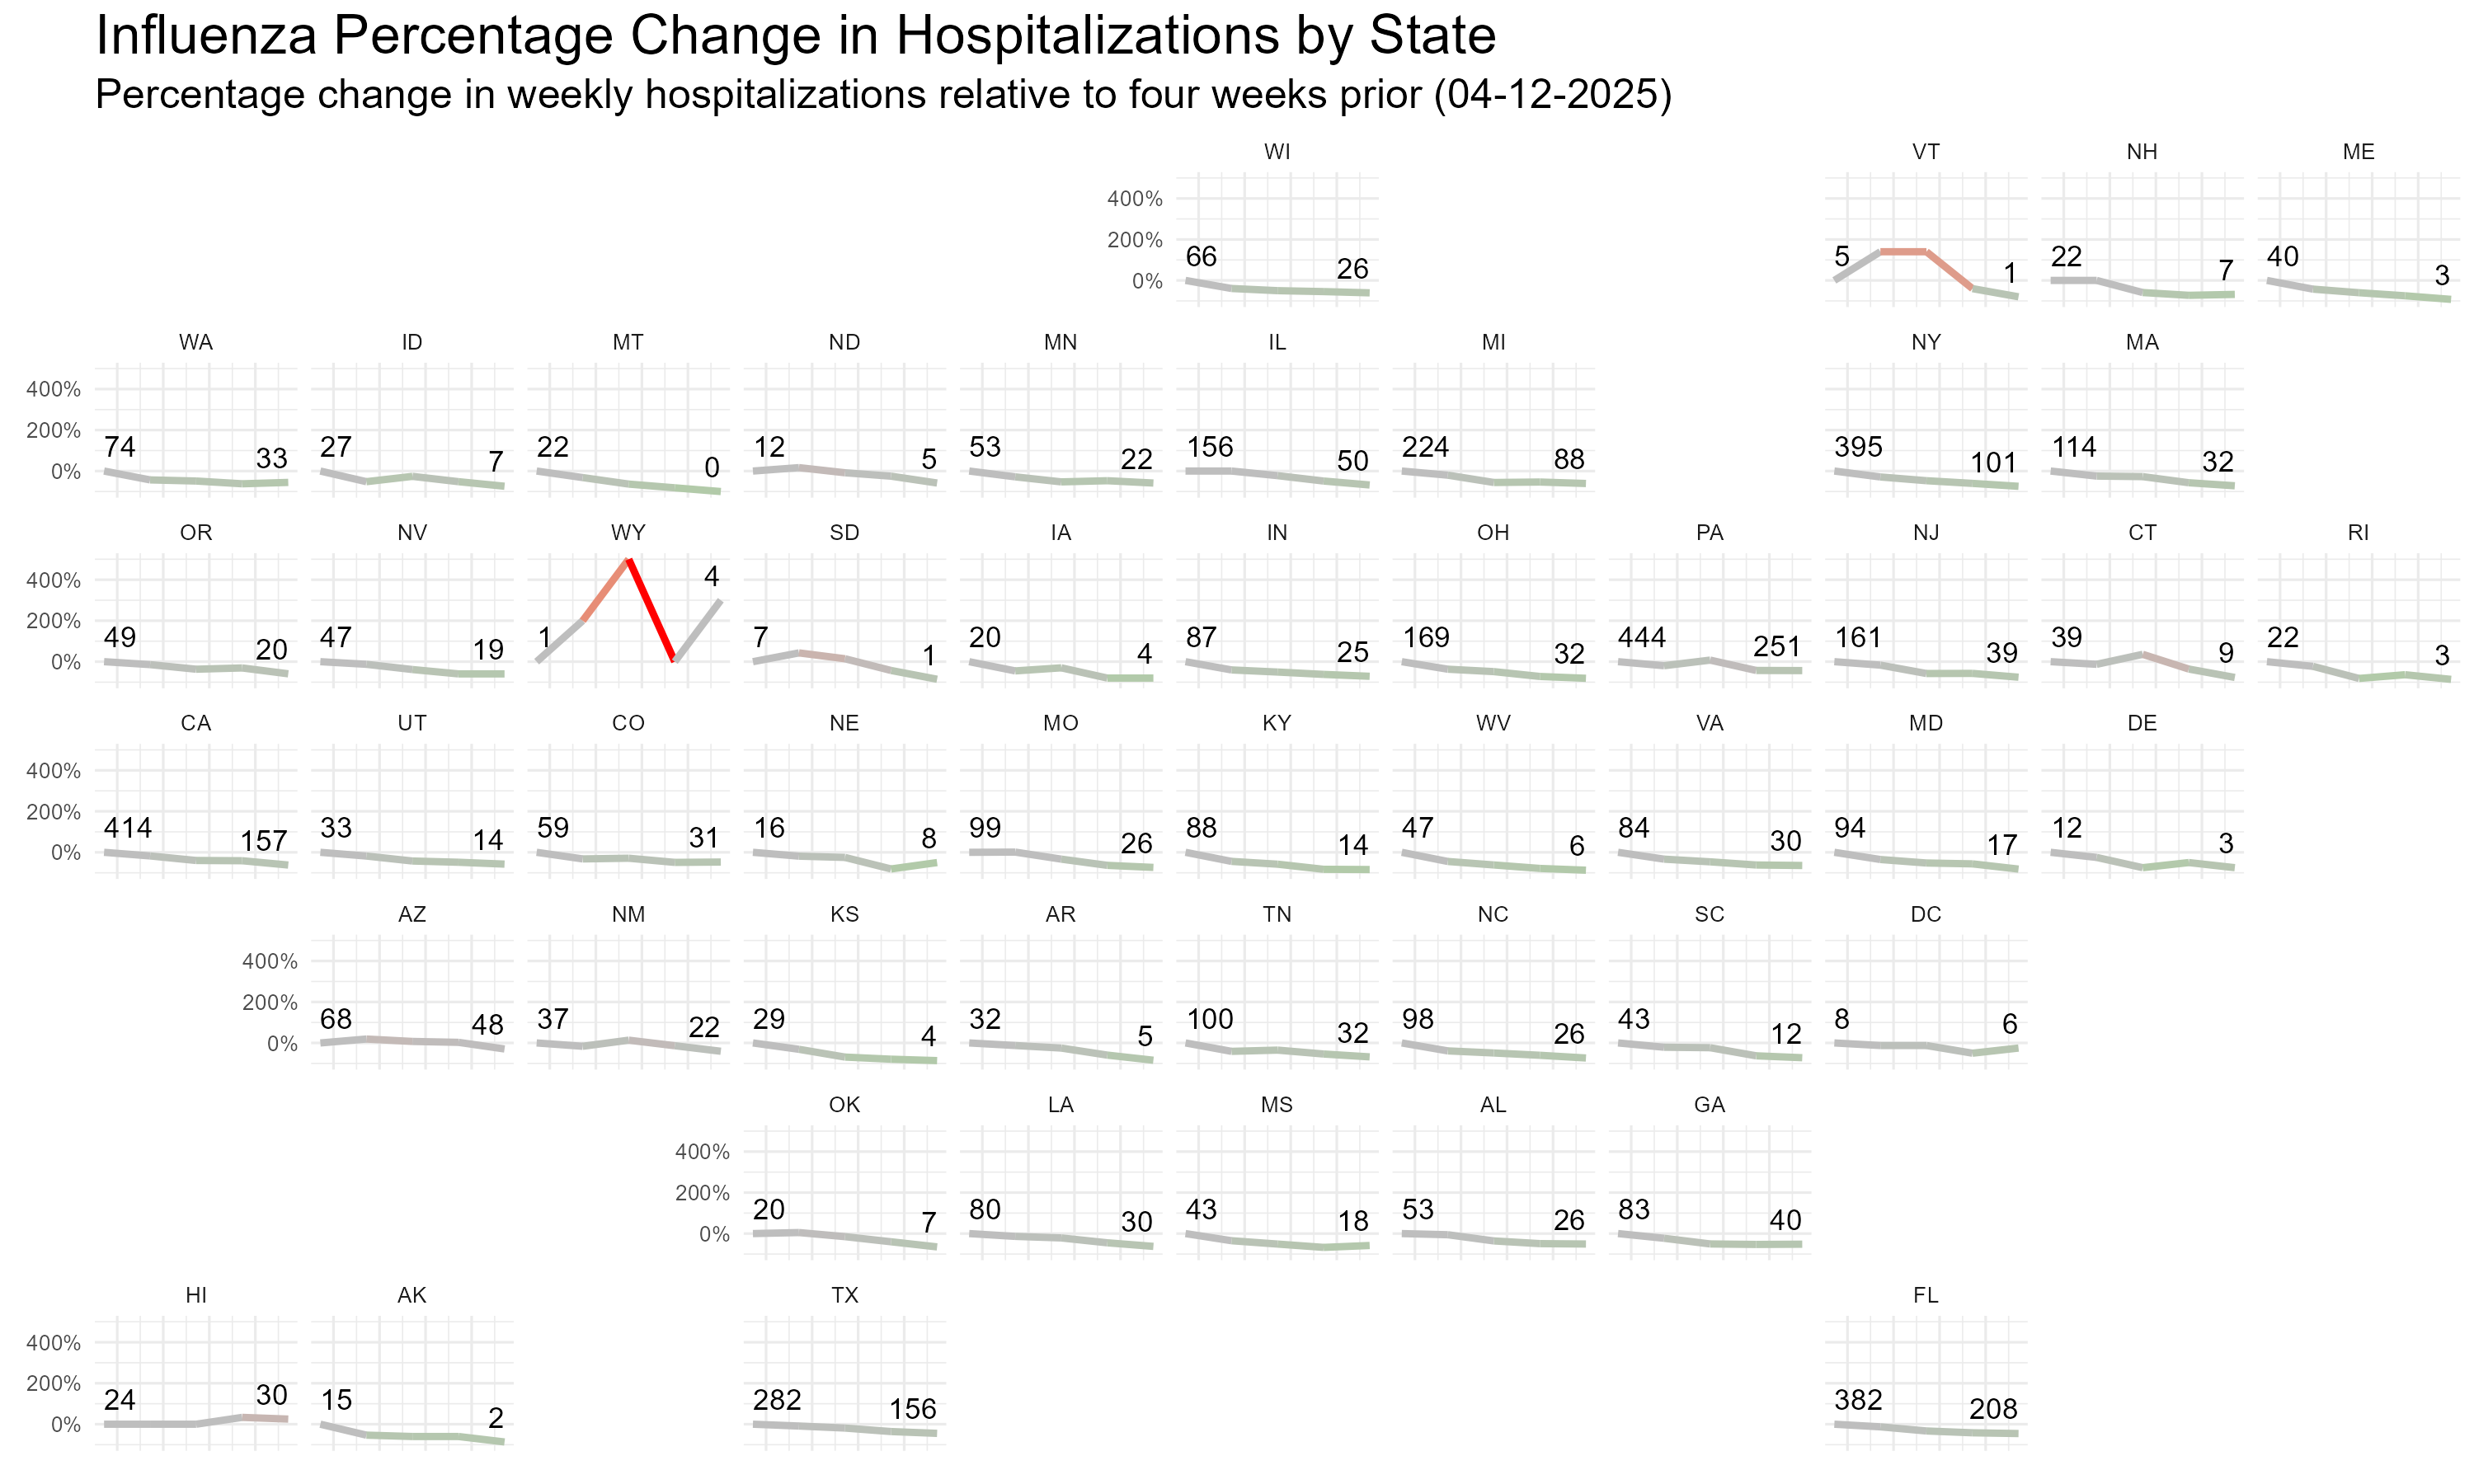 Influenza Percentage Change in Hospitalizations by State
Percentage change in weekly hospitalizations relative to four weeks prior (04-12-2025)
WI VT NH ME
400%
200%
0%
66 26 5 1 22 7 40 3
WA ID MT ND MN IL MI NY MA
400%
200%
0%
74 33 27 7 22 0 12 5 53 22 156 50 224 88 395 101 114 32
OR NV WY SD IA IN OH PA NJ CT RI
400%
200%
0%
49 20 47 19 1 4 7 1 20 4 87 25 169 32 444 251 161 39 39 9 22 3
CA UT CO NE MO KY WV VA MD DE
400%
200%
0%
414 157 33 14 59 31 16 8 99 26 88 14 47 6 84 30 94 17 12 3
AZ NM KS AR TN NC SC DC
400%
200%
0%
68 48 37 22 29 4 32 5 100 32 98 26 43 12 8 6
OK LA MS AL GA
400%
200%
0%
20 7 80 30 43 18 53 26 83 40
HI AK TX FL
400%
200%
0%
24 30 15 2 282 156 382 208